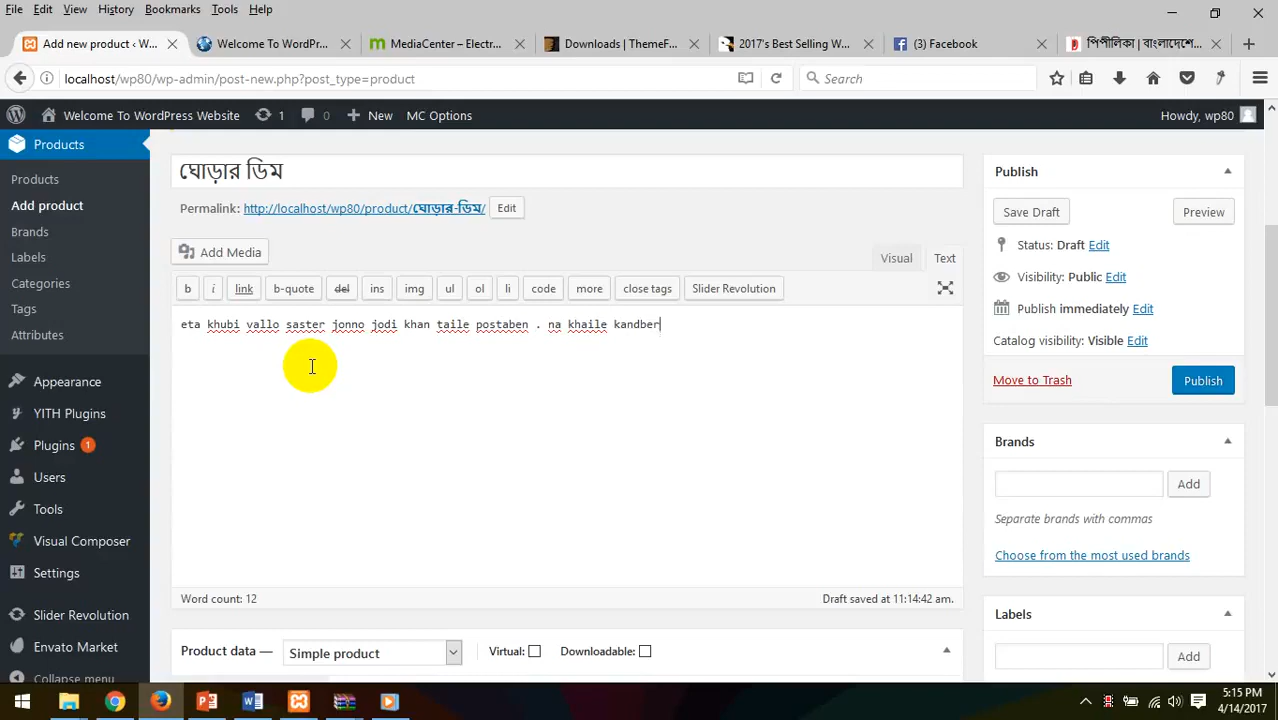 File Edit View History Bookmarks Tools Help
Add new product ‹ W... Welcome To WordPre... MediaCenter – Electr... Downloads | ThemeF... 2017's Best Selling W... (3) Facebook পিপীলিকা | বাংলাদেশে...
localhost/wp80/wp-admin/post-new.php?post_type=product Search
Welcome To WordPress Website 1 0 New MC Options Howdy, wp80
Products
Products
Add product
Brands
Labels
Categories
Tags
Attributes
Appearance
YITH Plugins
Plugins 1
Users
Tools
Visual Composer
Settings
Slider Revolution
Envato Market
Collapse menu
ঘোড়ার ডিম
Permalink: http://localhost/wp80/product/ঘোড়ার-ডিম/ Edit
Add Media
Visual Text
b i link b-quote del ins img ul ol li code more close tags Slider Revolution
eta khubi vallo saster jonno jodi khan taile postaben . na khaile kandber
Word count: 12 Draft saved at 11:14:42 am.
Product data — Simple product Virtual: Downloadable:
Publish
Save Draft Preview
Status: Draft Edit
Visibility: Public Edit
Publish immediately Edit
Catalog visibility: Visible Edit
Move to Trash Publish
Brands
Add
Separate brands with commas
Choose from the most used brands
Labels
Add
5:15 PM
4/14/2017